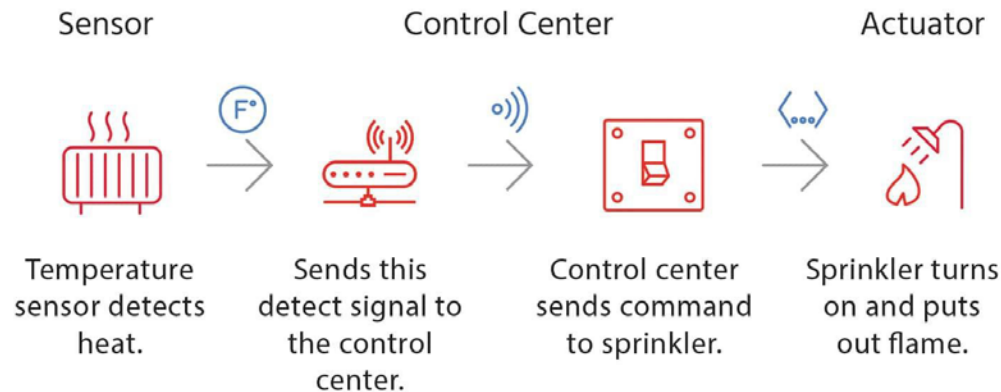 Sensor
Control Center
Actuator
F°
Temperature
sensor detects
heat.
Sends this
detect signal to
the control
center.
Control center
sends command
to sprinkler.
Sprinkler turns
on and puts
out flame.